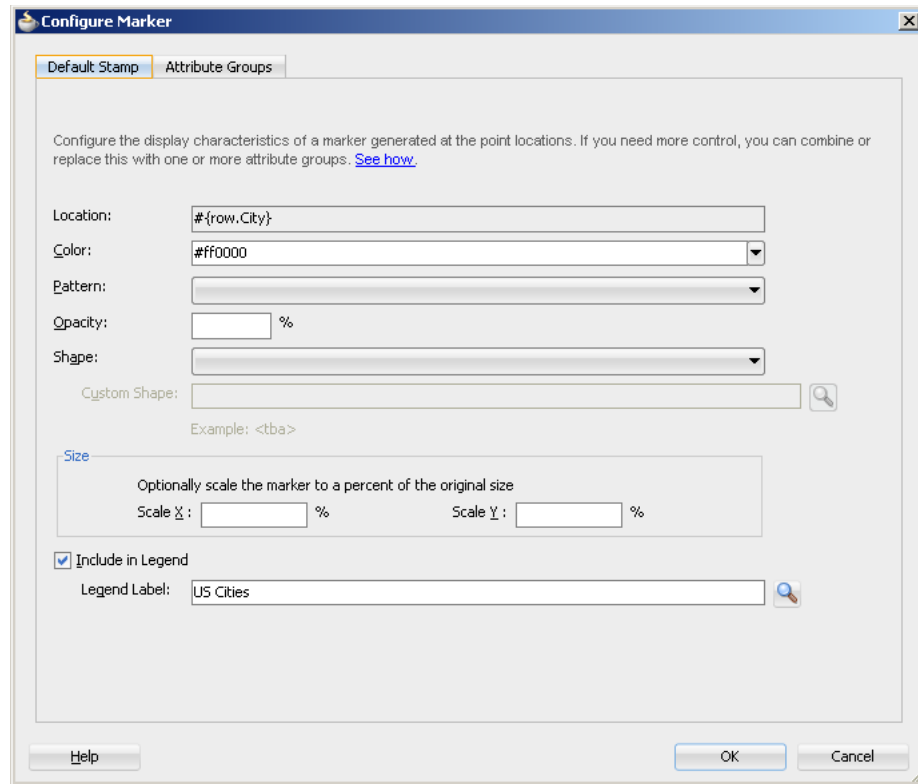 Configure Marker
Default Stamp Attribute Groups
Configure the display characteristics of a marker generated at the point locations. If you need more control, you can combine or
replace this with one or more attribute groups. See how.
Location: #{row.City}
Color: #ff0000
Pattern:
Opacity: %
Shape:
Custom Shape:
Example: <tba>
Size
Optionally scale the marker to a percent of the original size
Scale X : % Scale Y : %
Include in Legend
Legend Label: US Cities
Help OK Cancel